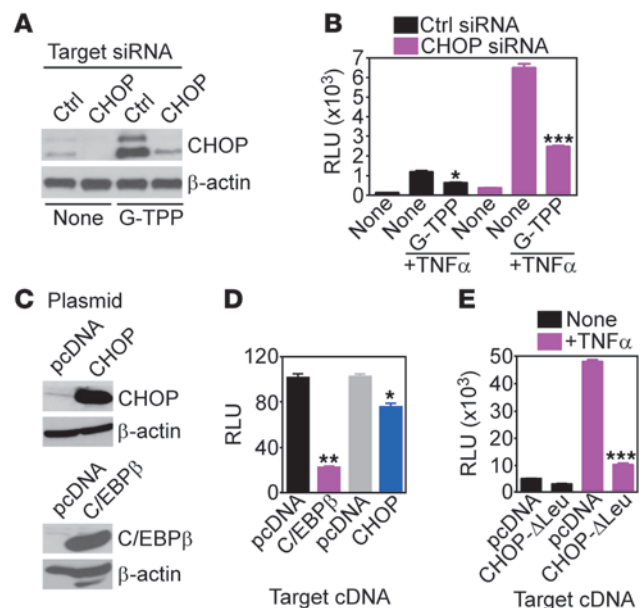 A
Target siRNA
Ctrl CHOP Ctrl CHOP
CHOP
β-actin
None G-TPP
B
Ctrl siRNA
CHOP siRNA
RLU (x10³)
7
6
5
4
3
2
1
0
* ***
None None G-TPP None None G-TPP
+TNFα +TNFα
C Plasmid
pcDNA CHOP
CHOP
β-actin
pcDNA C/EBPβ
C/EBPβ
β-actin
D
RLU
120
80
40
0
** *
pcDNA C/EBPβ pcDNA CHOP
Target cDNA
E
None
+TNFα
RLU (x10³)
50
40
30
20
10
0
***
pcDNA CHOP-ΔLeu pcDNA CHOP-ΔLeu
Target cDNA